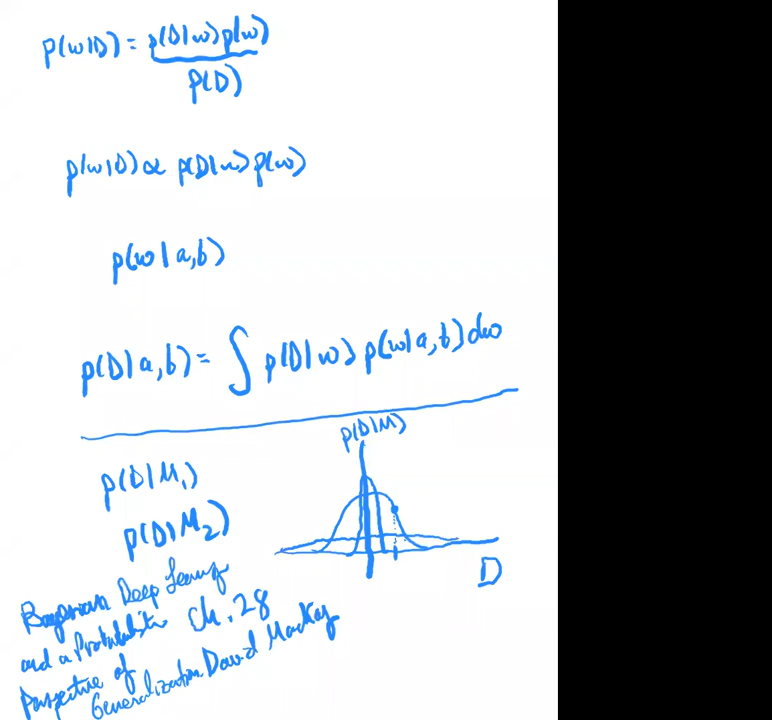 p(w|D) = p(D|w)p(w)
p(D)
p(w|D) ∝ p(D|w) p(w)
p(w | a,b)
p(D|a,b) = ∫ p(D|w) p(w|a,b) dw
p(D|M)
p(D|M₁)
p(D|M₂)
D
Bayesian Deep Learning
and a Probabilistic
Perspective of
Generalization
Ch. 28
David MacKay